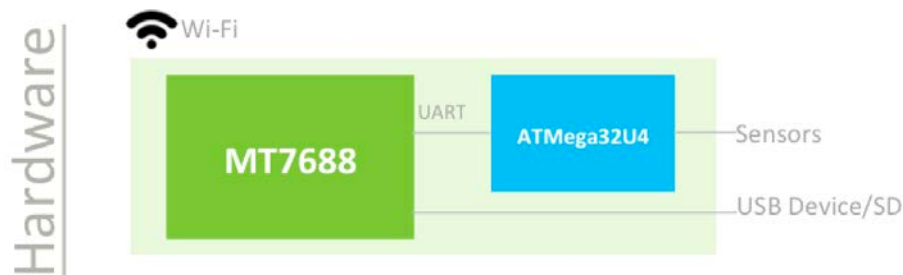 Hardware
Wi-Fi
MT7688
UART
ATMega32U4
Sensors
USB Device/SD